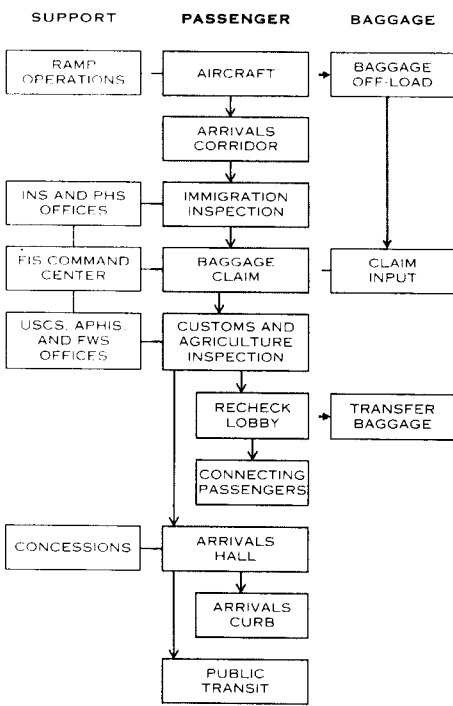 SUPPORT
PASSENGER
BAGGAGE
RAMP
OPERATIONS
AIRCRAFT
BAGGAGE
OFF-LOAD
ARRIVALS
CORRIDOR
INS AND PHS
OFFICES
IMMIGRATION
INSPECTION
FIS COMMAND
CENTER
BAGGAGE
CLAIM
CLAIM
INPUT
USCS, APHIS,
AND FWS
OFFICES
CUSTOMS AND
AGRICULTURE
INSPECTION
RECHECK
LOBBY
TRANSFER
BAGGAGE
CONNECTING
PASSENGERS
CONCESSIONS
ARRIVALS
HALL
ARRIVALS
CURB
PUBLIC
TRANSIT